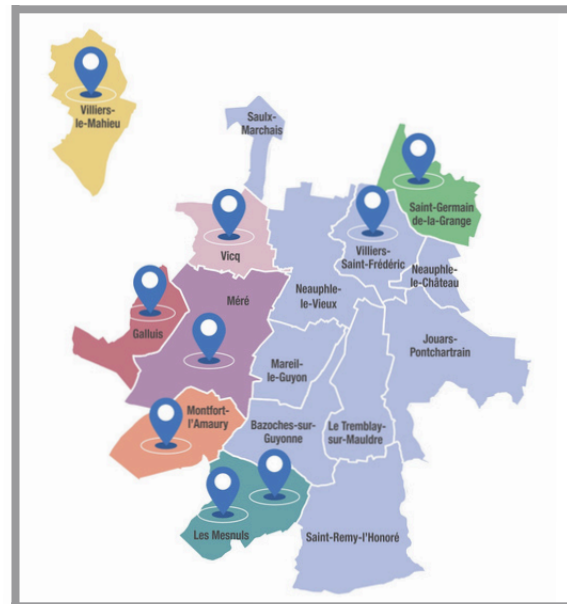 Villiers-
le-Mahieu
Saulx-
Marchais
Saint-Germain
de-la-Grange
Vicq
Villiers-
Saint-Frédéric
Neauphle-
le-Château
Neauphle-
le-Vieux
Méré
Galluis
Jouars-
Pontchartrain
Mareil-
le-Guyon
Montfort-
l'Amaury
Bazoches-sur-
Guyonne
Le Tremblay-
sur-Mauldre
Les Mesnuls
Saint-Remy-l'Honoré